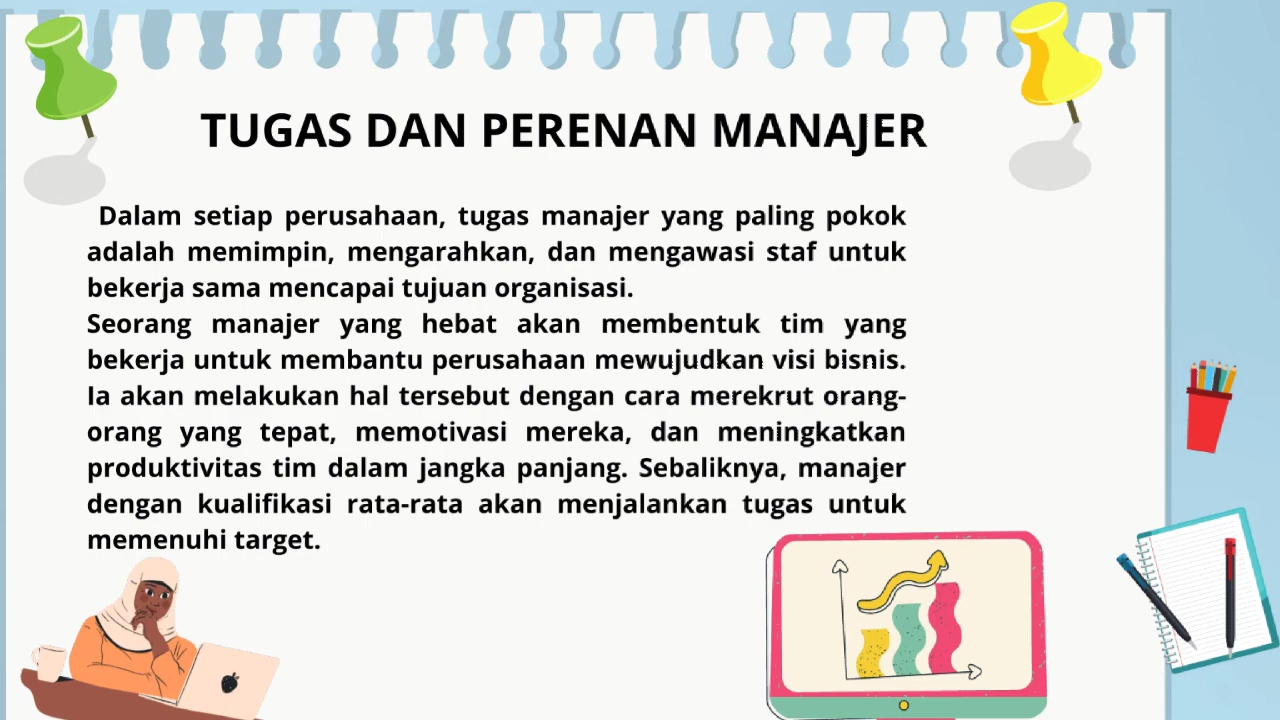 TUGAS DAN PERENAN MANAJER
Dalam setiap perusahaan, tugas manajer yang paling pokok
adalah memimpin, mengarahkan, dan mengawasi staf untuk
bekerja sama mencapai tujuan organisasi.
Seorang manajer yang hebat akan membentuk tim yang
bekerja untuk membantu perusahaan mewujudkan visi bisnis.
Ia akan melakukan hal tersebut dengan cara merekrut orang-
orang yang tepat, memotivasi mereka, dan meningkatkan
produktivitas tim dalam jangka panjang. Sebaliknya, manajer
dengan kualifikasi rata-rata akan menjalankan tugas untuk
memenuhi target.